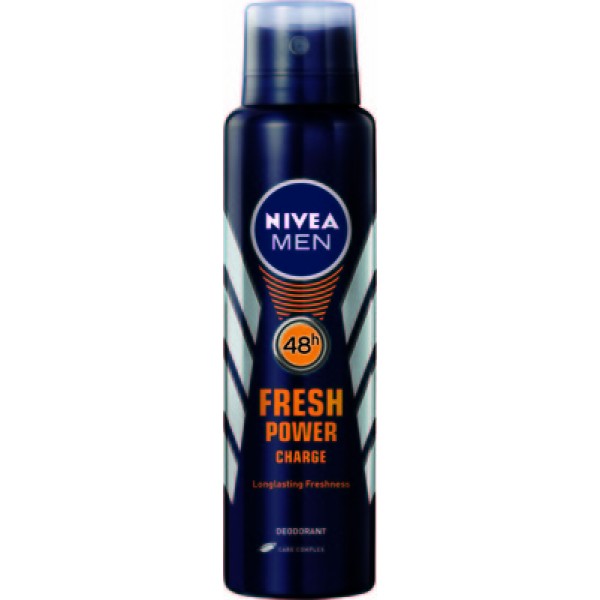 NIVEA
MEN
48h
FRESH
POWER
CHARGE
Longlasting Freshness
DEODORANT
CARE COMPLEX